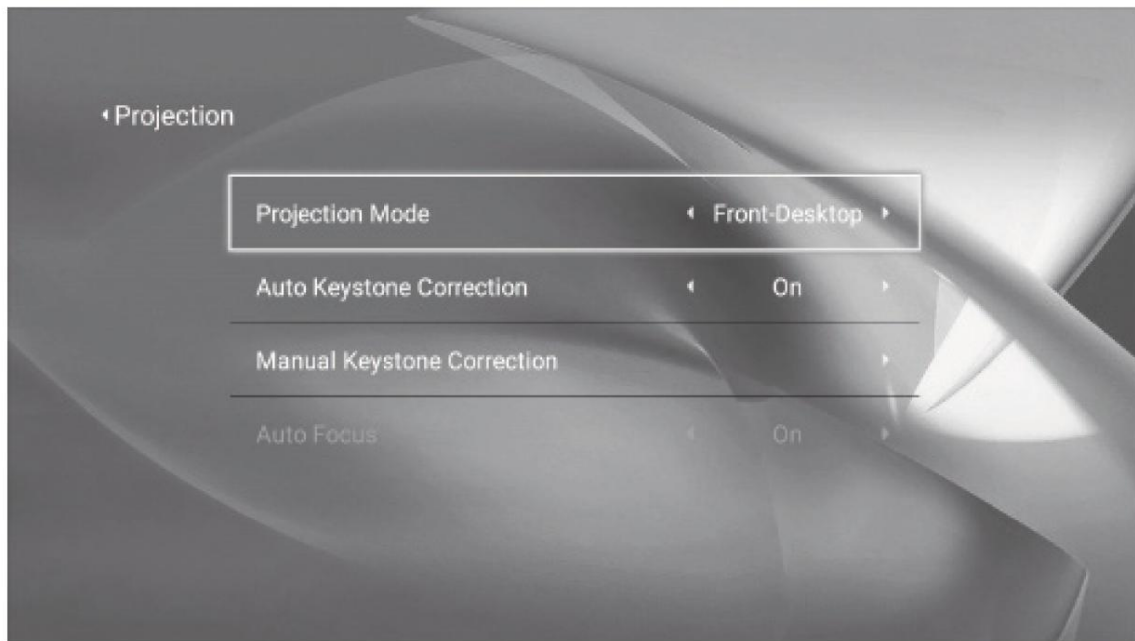 Projection
Projection Mode Front-Desktop
Auto Keystone Correction On
Manual Keystone Correction
Auto Focus On